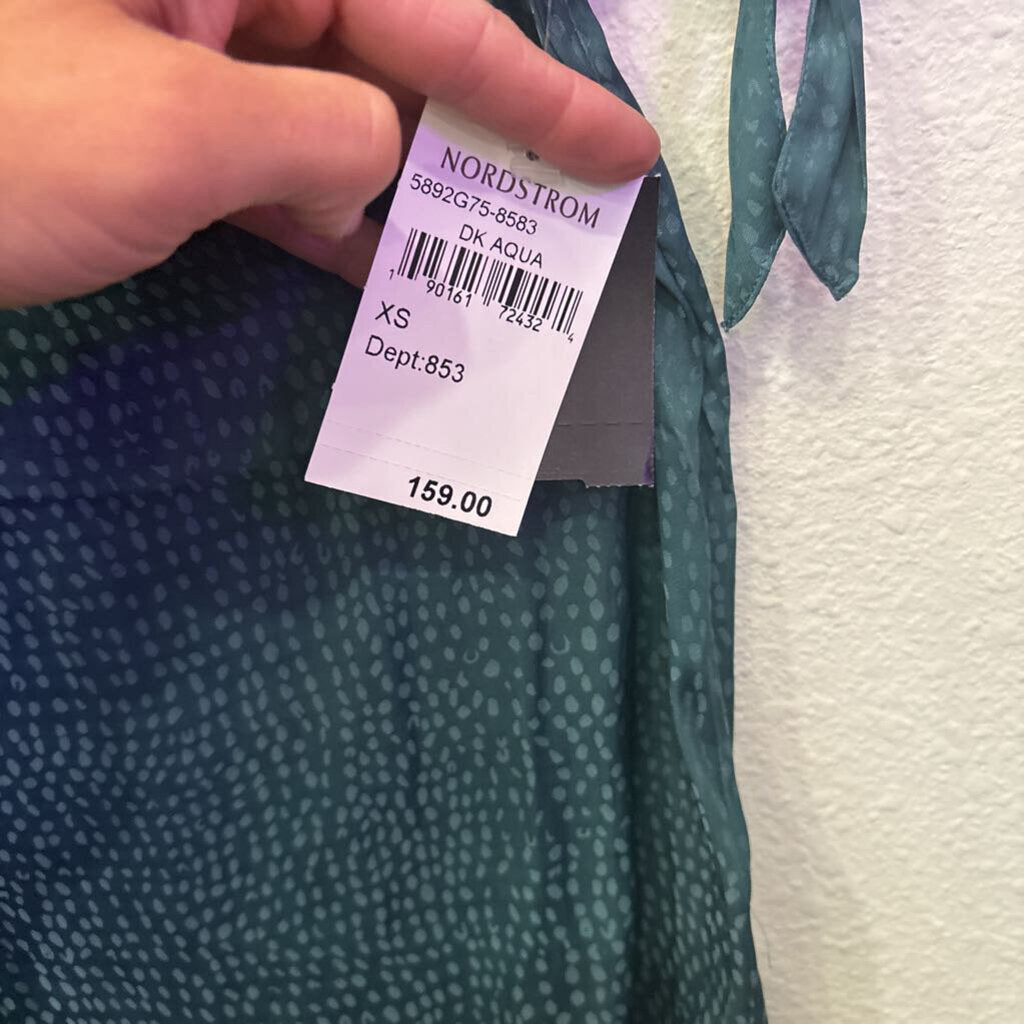 NORDSTROM
5892G75-8583
DK AQUA
1 90161 72432 4
XS
Dept:853
159.00